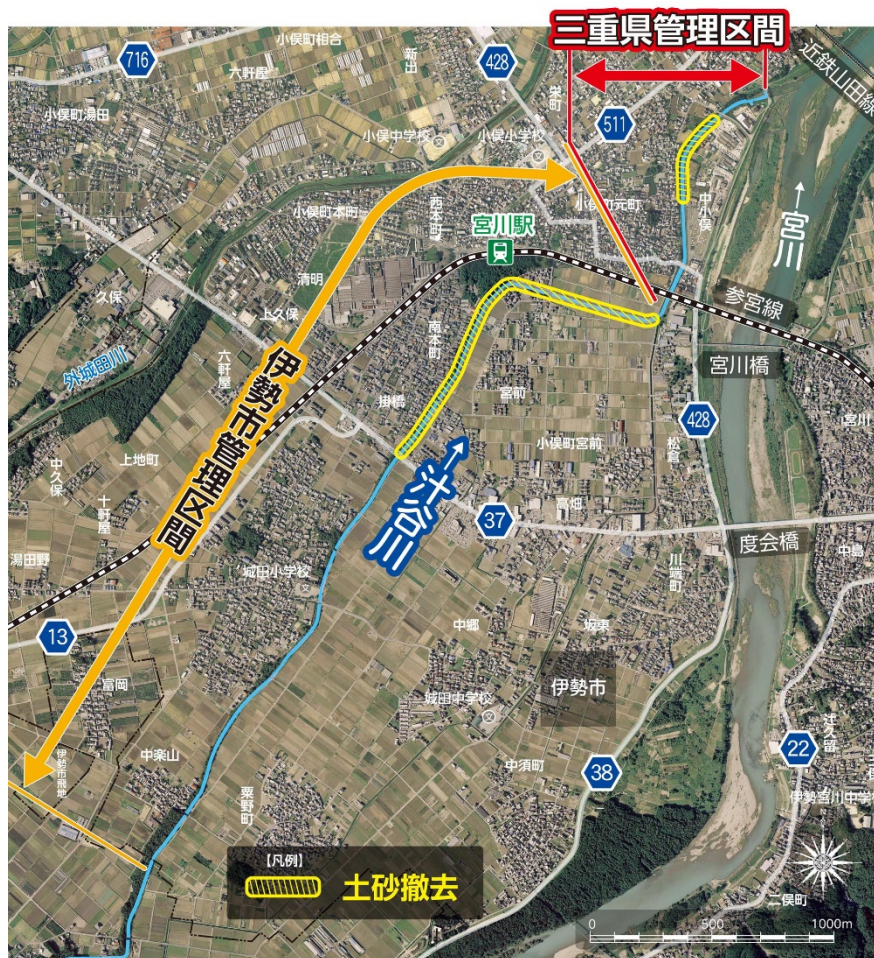 三重県管理区間
近鉄山田線
716
小俣町相合
新出
428
栄町
六軒屋
小俣町湯田
小俣中学校
小俣小学校
511
小俣町元町
中小俣
宮川
小俣町本町
西本町
宮川駅
清明
参宮線
久保
上久保
南本町
外城田川
六軒屋
宮川橋
伊勢市管理区間
掛橋
宮前
428
宮川
小俣町宮前
松倉
中久保
上地町
十軒屋
汁谷川
高畑
37
度会橋
湯田野
中島
城田小学校
川端町
13
中郷
坂東
富岡
伊勢市
城田中学校
辻久留
伊勢市飛地
中楽山
中須町
38
22
粟野町
伊勢宮川中学校
【凡例】
土砂撤去
二俣町
0 500 1000m